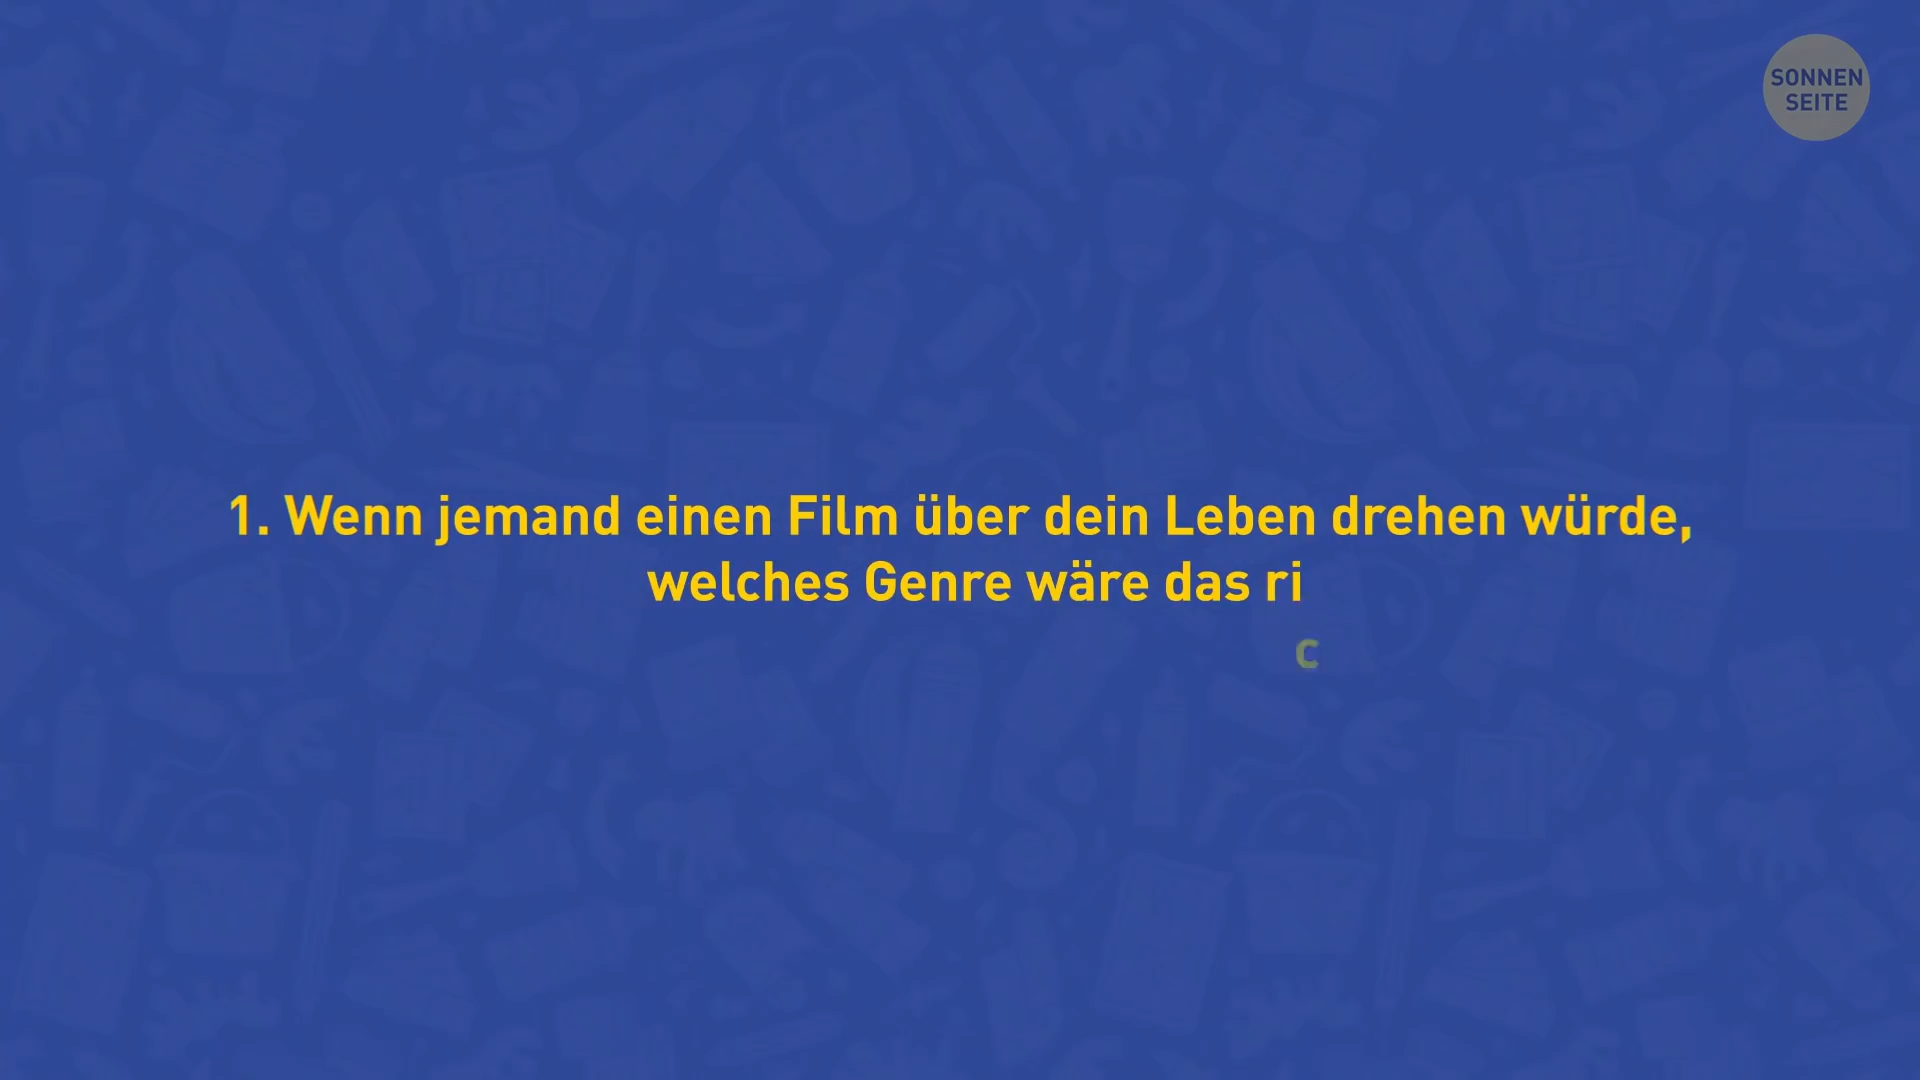 SONNEN
SEITE
1. Wenn jemand einen Film über dein Leben drehen würde,
welches Genre wäre das ri
c